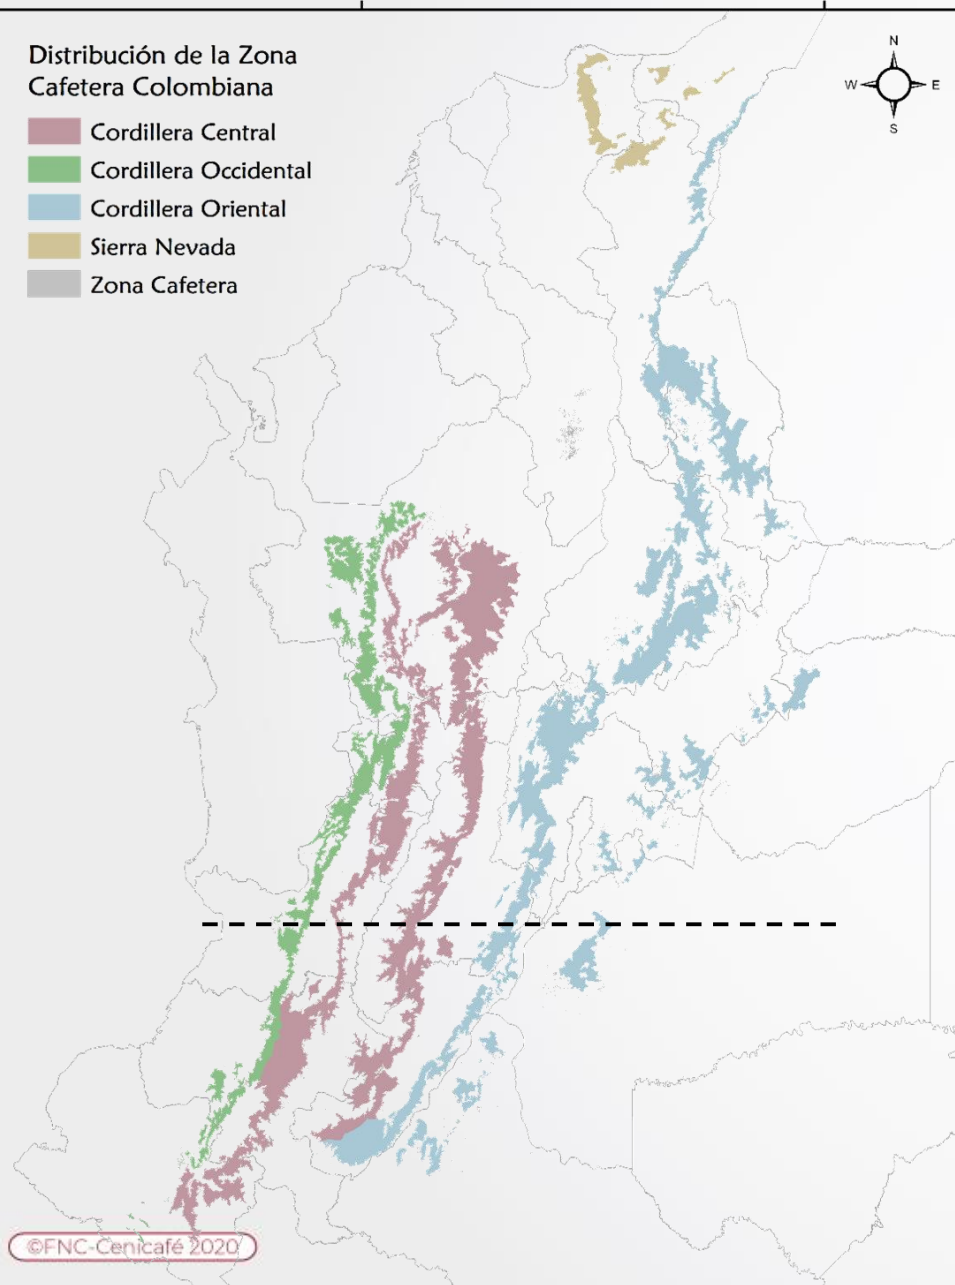 Distribución de la Zona
Cafetera Colombiana
Cordillera Central
Cordillera Occidental
Cordillera Oriental
Sierra Nevada
Zona Cafetera
N
W E
S
©FNC-Cenicafé 2020